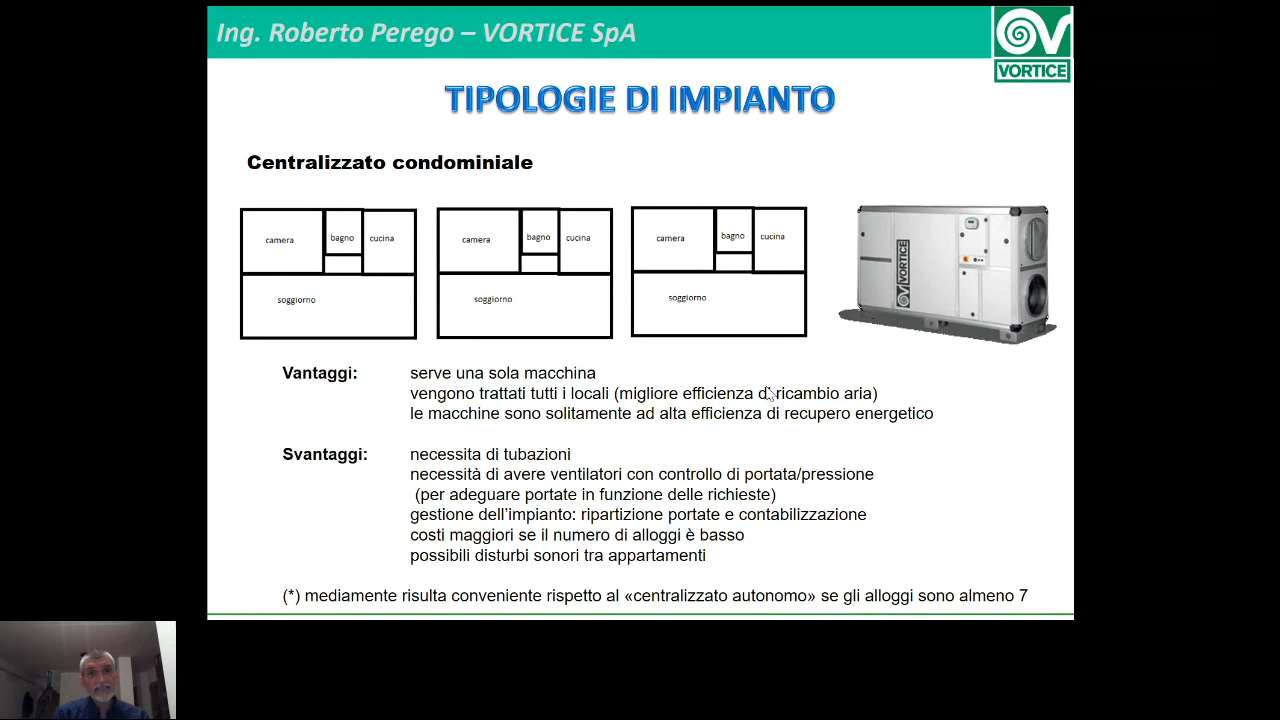 Ing. Roberto Perego – VORTICE SpA
VORTICE
TIPOLOGIE DI IMPIANTO
Centralizzato condominiale
camera bagno cucina
soggiorno
camera bagno cucina
soggiorno
camera bagno cucina
soggiorno
VORTICE
Vantaggi: serve una sola macchina
vengono trattati tutti i locali (migliore efficienza di ricambio aria)
le macchine sono solitamente ad alta efficienza di recupero energetico
Svantaggi: necessita di tubazioni
necessità di avere ventilatori con controllo di portata/pressione
(per adeguare portate in funzione delle richieste)
gestione dell’impianto: ripartizione portate e contabilizzazione
costi maggiori se il numero di alloggi è basso
possibili disturbi sonori tra appartamenti
(*) mediamente risulta conveniente rispetto al «centralizzato autonomo» se gli alloggi sono almeno 7